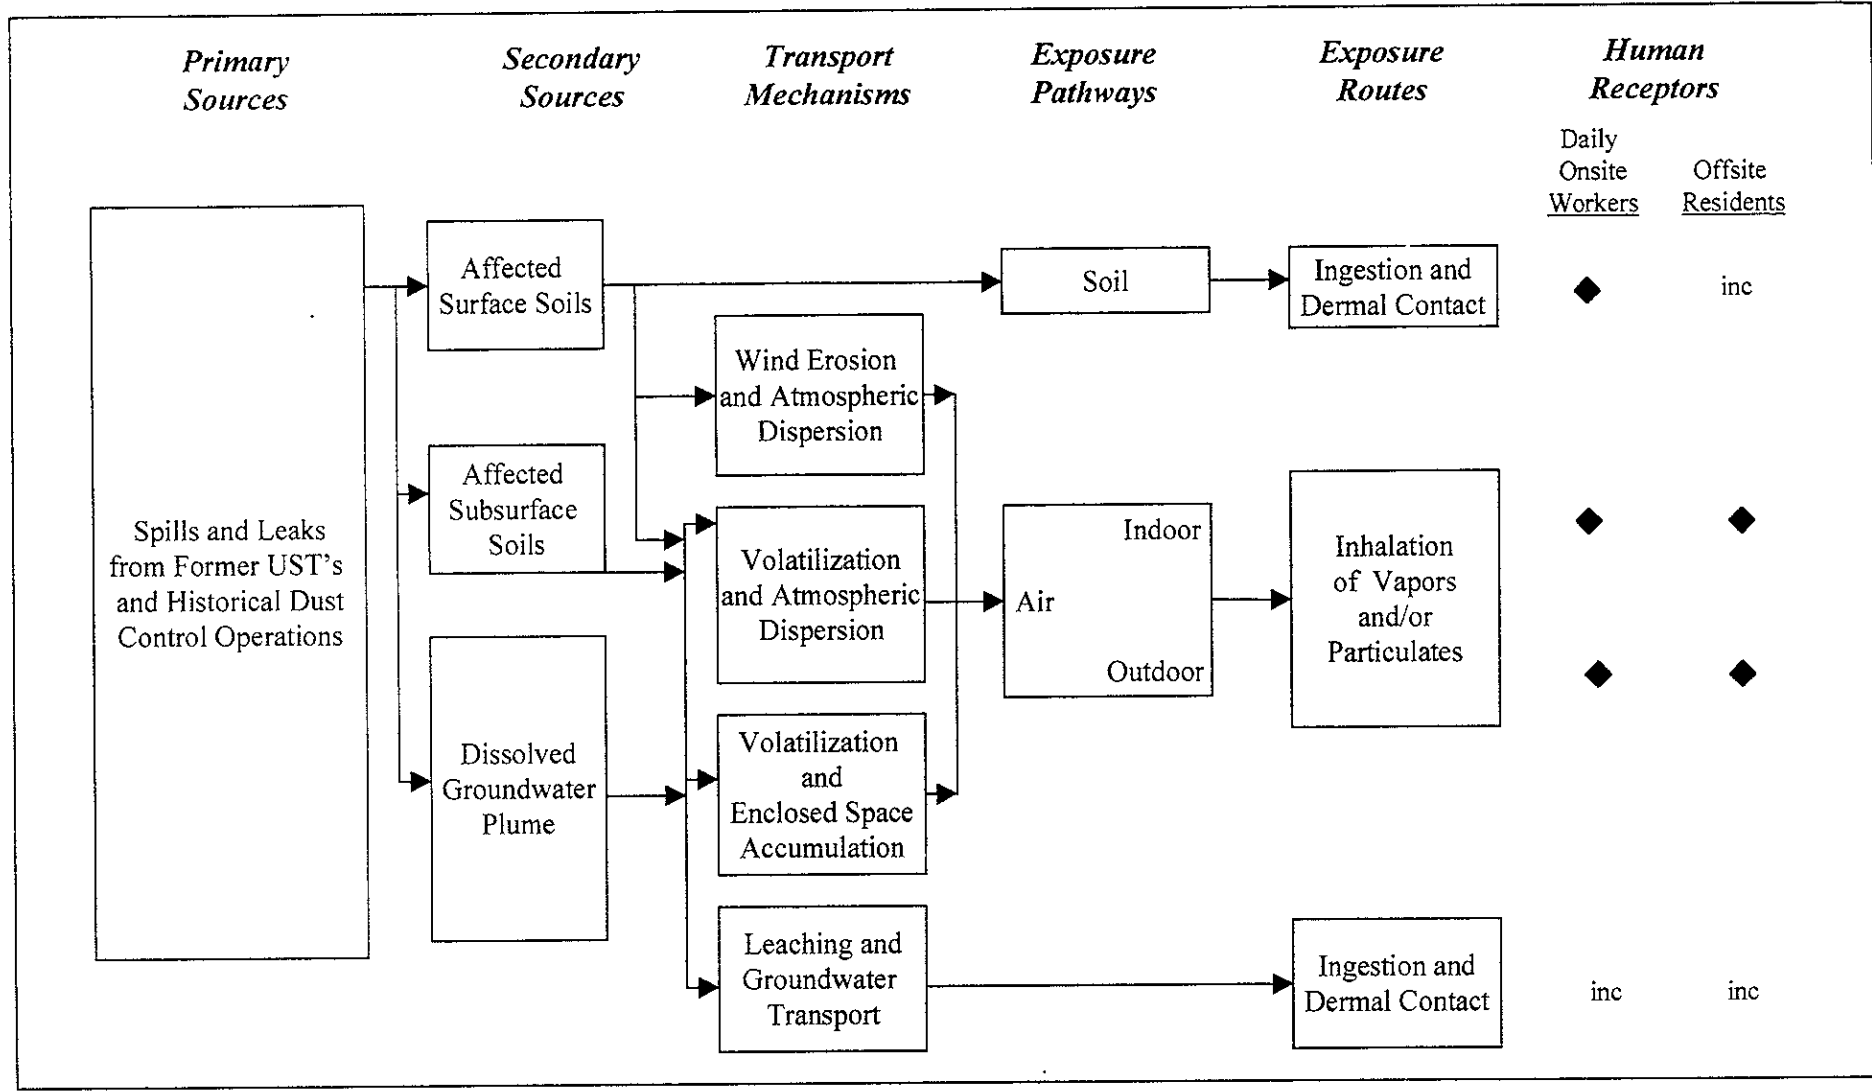 Primary
Sources
Secondary
Sources
Transport
Mechanisms
Exposure
Pathways
Exposure
Routes
Human
Receptors
Daily
Onsite
Workers
Offsite
Residents
Spills and Leaks
from Former UST's
and Historical Dust
Control Operations
Affected
Surface Soils
Affected
Subsurface
Soils
Dissolved
Groundwater
Plume
Wind Erosion
and Atmospheric
Dispersion
Volatilization
and Atmospheric
Dispersion
Volatilization
and
Enclosed Space
Accumulation
Leaching and
Groundwater
Transport
Soil
Indoor
Air
Outdoor
Ingestion and
Dermal Contact
inc
Inhalation
of Vapors
and/or
Particulates
Ingestion and
Dermal Contact
inc
inc